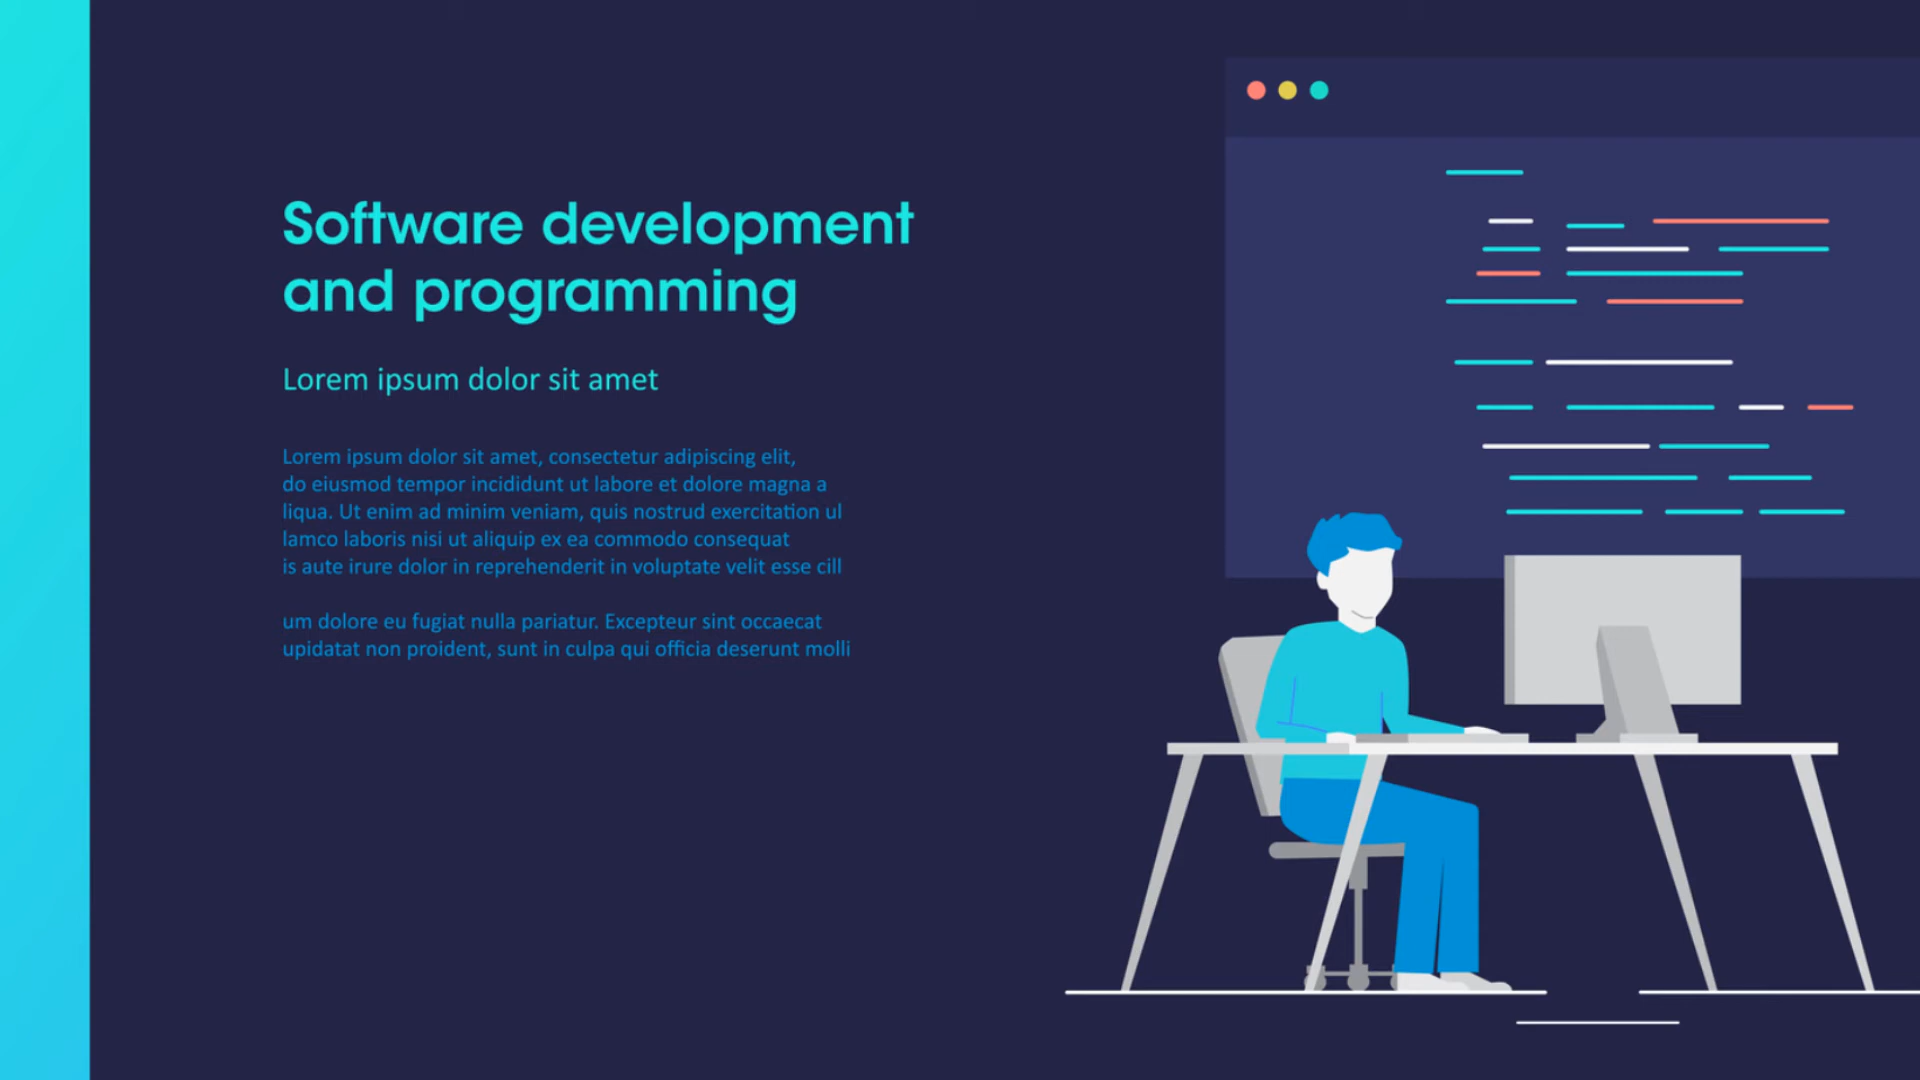 Software development
and programming
Lorem ipsum dolor sit amet
Lorem ipsum dolor sit amet, consectetur adipiscing elit,
do eiusmod tempor incididunt ut labore et dolore magna a
liqua. Ut enim ad minim veniam, quis nostrud exercitation ul
lamco laboris nisi ut aliquip ex ea commodo consequat
is aute irure dolor in reprehenderit in voluptate velit esse cill
um dolore eu fugiat nulla pariatur. Excepteur sint occaecat
upidatat non proident, sunt in culpa qui officia deserunt molli